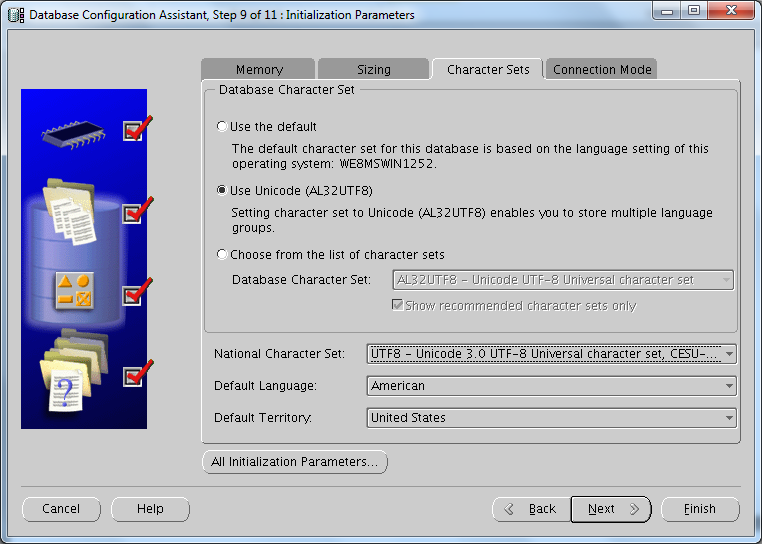 Database Configuration Assistant, Step 9 of 11 : Initialization Parameters
Memory
Sizing
Character Sets
Connection Mode
Database Character Set
Use the default
The default character set for this database is based on the language setting of this
operating system: WE8MSWIN1252.
Use Unicode (AL32UTF8)
Setting character set to Unicode (AL32UTF8) enables you to store multiple language
groups.
Choose from the list of character sets
Database Character Set:
AL32UTF8 - Unicode UTF-8 Universal character set
Show recommended character sets only
National Character Set:
UTF8 - Unicode 3.0 UTF-8 Universal character set, CESU-...
Default Language:
American
Default Territory:
United States
All Initialization Parameters...
Cancel
Help
Back
Next
Finish
?